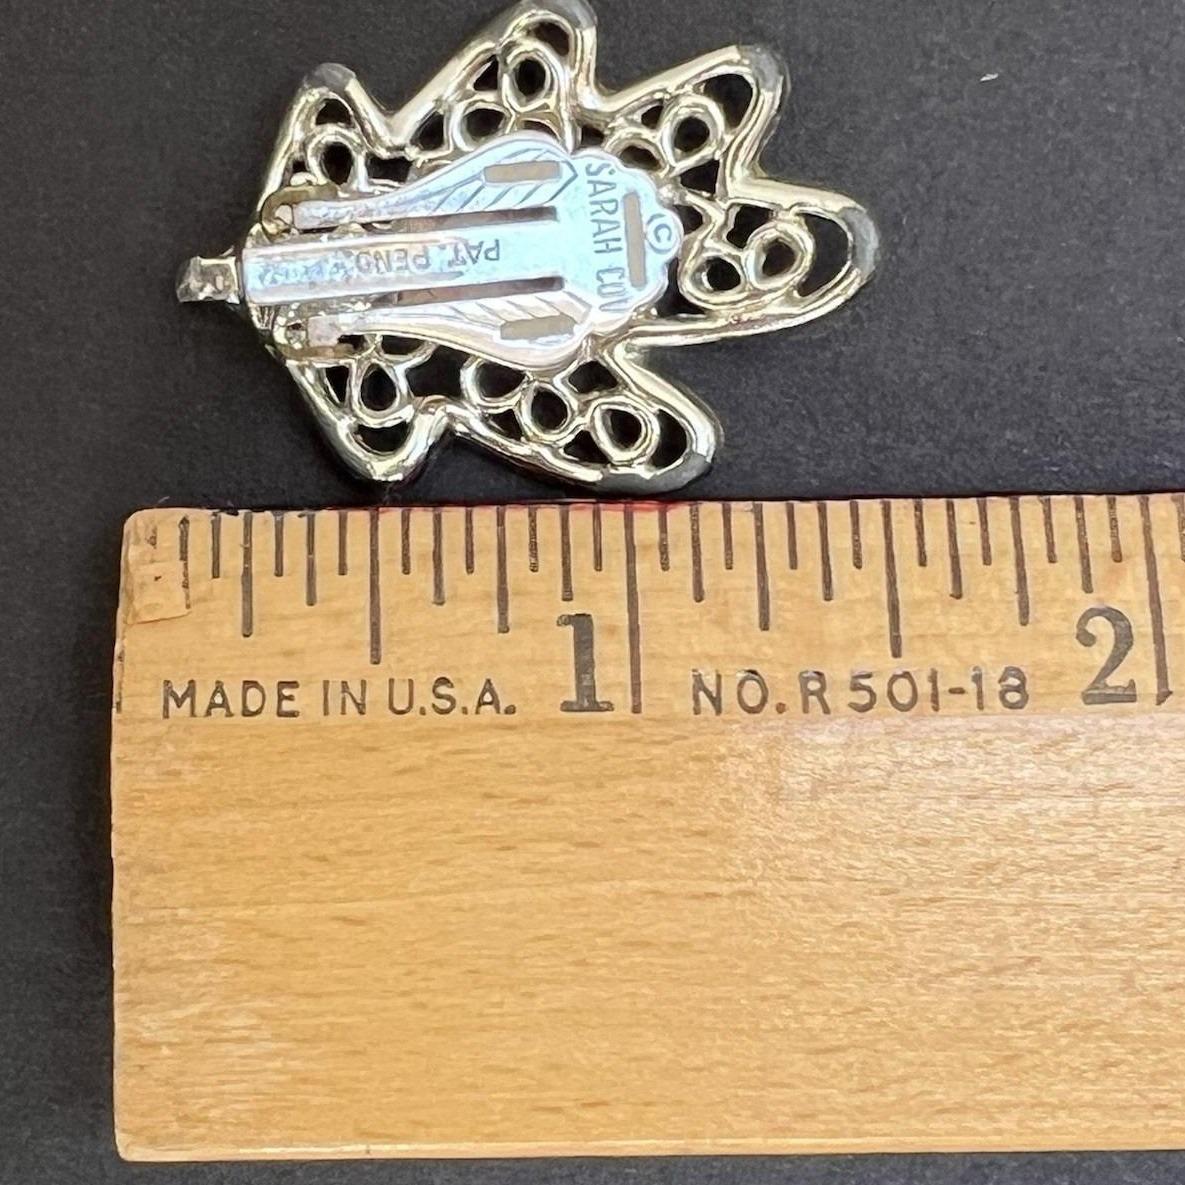 SARAH COV
©
PAT. PEND.
1
2
MADE IN U.S.A.
NO. R 501-18